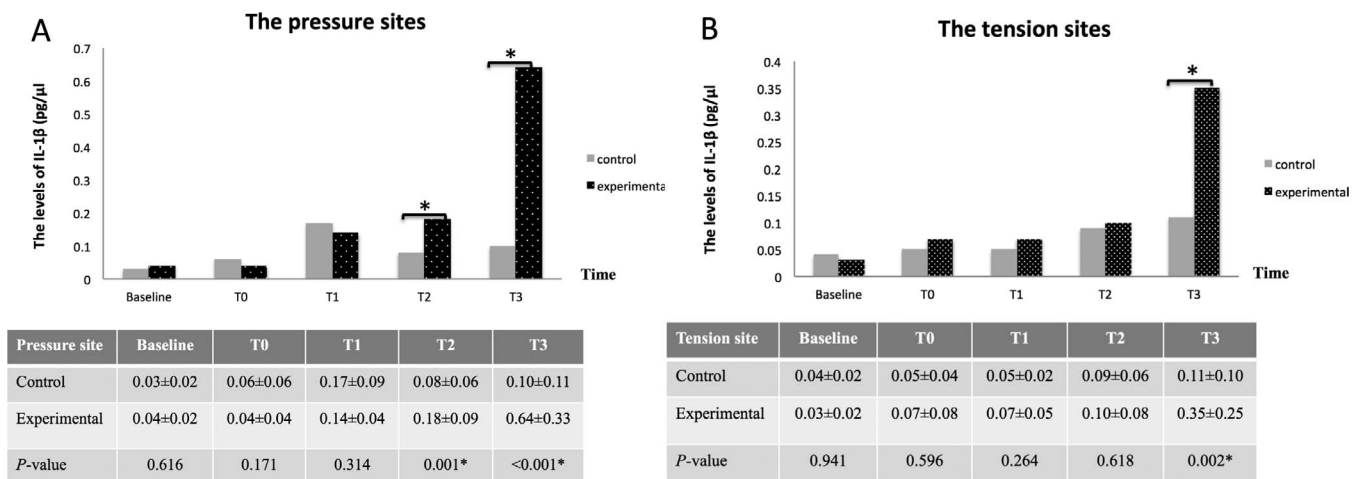 A
The pressure sites
The levels of IL-1β (pg/µl)
0.7
0.6
0.5
0.4
0.3
0.2
0.1
0
*
*
control
experimenta
Time
Baseline T0 T1 T2 T3
Pressure site Baseline T0 T1 T2 T3
Control 0.03±0.02 0.06±0.06 0.17±0.09 0.08±0.06 0.10±0.11
Experimental 0.04±0.02 0.04±0.04 0.14±0.04 0.18±0.09 0.64±0.33
P-value 0.616 0.171 0.314 0.001* <0.001*
B
The tension sites
The levels of IL-1β (pg/µl)
0.4
0.35
0.3
0.25
0.2
0.15
0.1
0.05
0
*
control
experimental
Time
Baseline T0 T1 T2 T3
Tension site Baseline T0 T1 T2 T3
Control 0.04±0.02 0.05±0.04 0.05±0.02 0.09±0.06 0.11±0.10
Experimental 0.03±0.02 0.07±0.08 0.07±0.05 0.10±0.08 0.35±0.25
P-value 0.941 0.596 0.264 0.618 0.002*